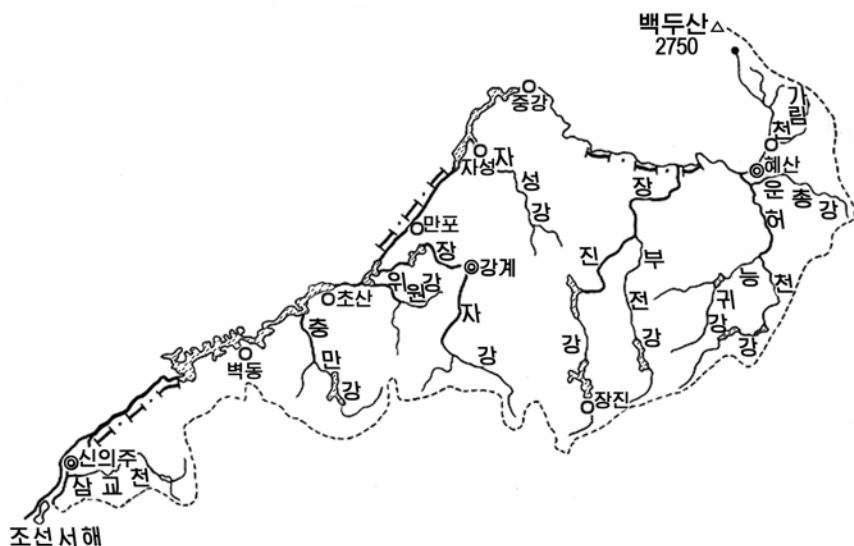 백두산
2750
중강
가림천
자성
자성강
혜산
운총강
장진강
허천강
만포
장자강
강계
위원강
부전강
능귀강
초산
충만강
벽동
장진
신의주
삼교천
조선서해